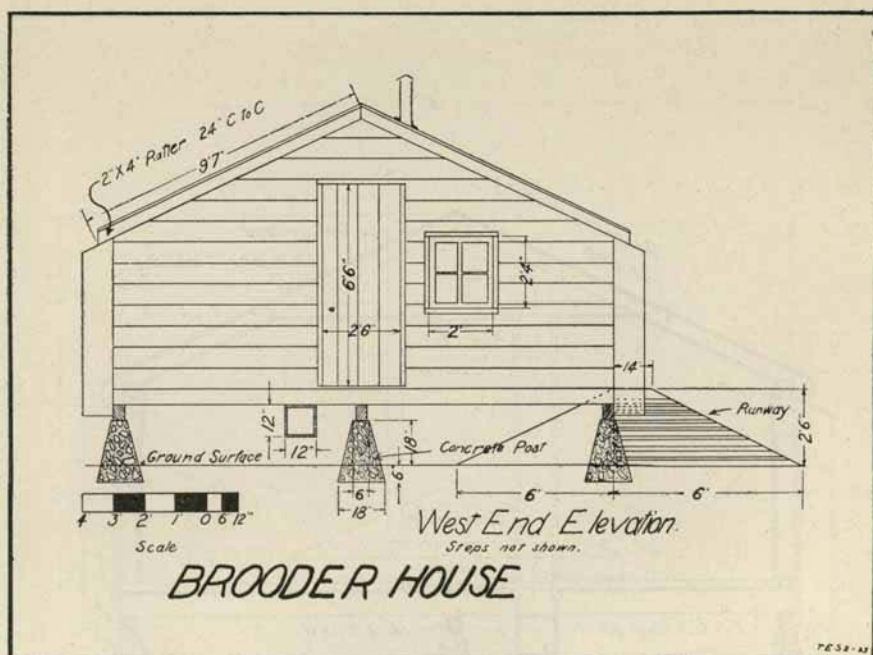 2"X4" Rafter 24" C to C
9'7"
6'6"
2'6"
2'4"
2'
14"
Runway
2'6"
12"
12"
Ground Surface
Concrete Post
18"
6"
6"
18"
6'
6'
4 3' 2' 1' 0 6 12"
Scale
West End Elevation.
Steps not shown.
BROODER HOUSE